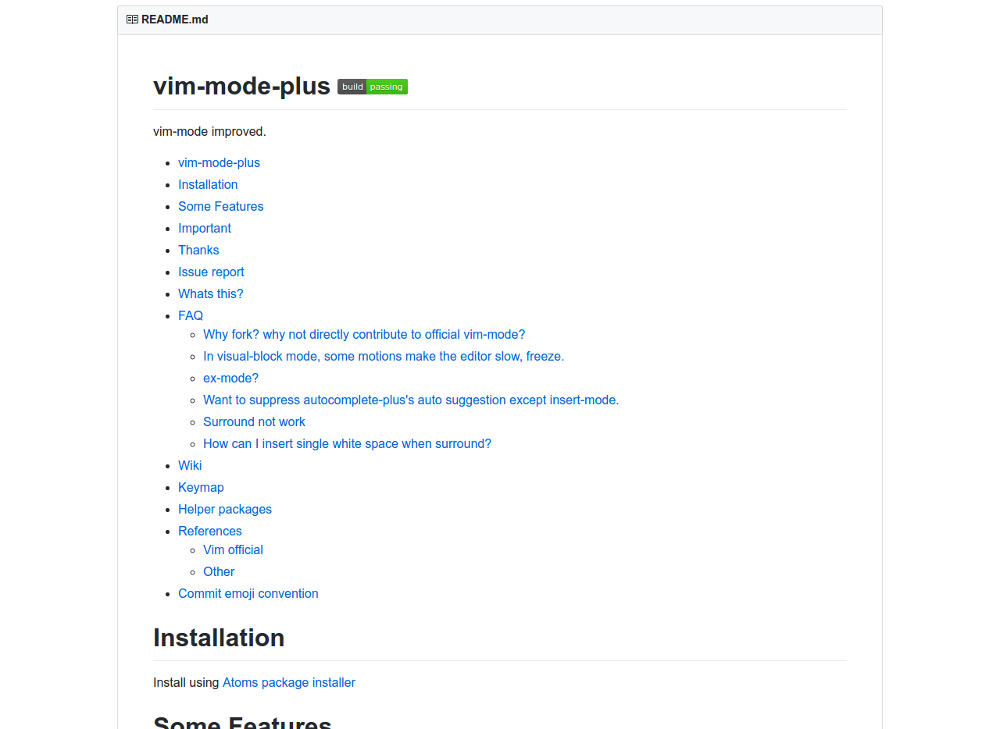 README.md
vim-mode-plus build passing
vim-mode improved.
vim-mode-plus
Installation
Some Features
Important
Thanks
Issue report
Whats this?
FAQ
Why fork? why not directly contribute to official vim-mode?
In visual-block mode, some motions make the editor slow, freeze.
ex-mode?
Want to suppress autocomplete-plus's auto suggestion except insert-mode.
Surround not work
How can I insert single white space when surround?
Wiki
Keymap
Helper packages
References
Vim official
Other
Commit emoji convention
Installation
Install using Atoms package installer
Some Features